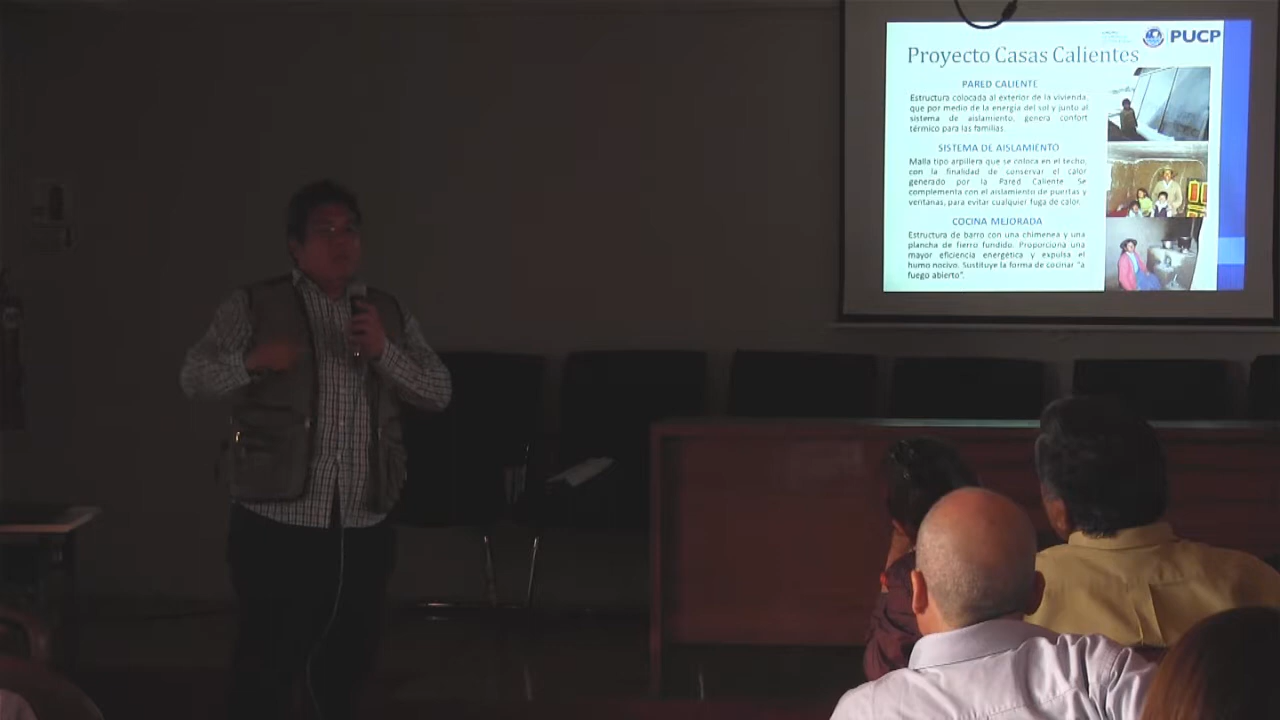 PUCP
Proyecto Casas Calientes
PARED CALIENTE
Estructura colocada al exterior de la vivienda,
que por medio de la energía del sol y junto al
sistema de aislamiento, genera confort
térmico para las familias.
SISTEMA DE AISLAMIENTO
Malla tipo arpillera que se coloca en el techo,
con la finalidad de conservar el calor
generado por la Pared Caliente. Se
complementa con el aislamiento de puertas y
ventanas, para evitar cualquier fuga de calor.
COCINA MEJORADA
Estructura de barro con una chimenea y una
plancha de fierro fundido. Proporciona una
mayor eficiencia energética y expulsa el
humo nocivo. Sustituye la forma de cocinar "a
fuego abierto".